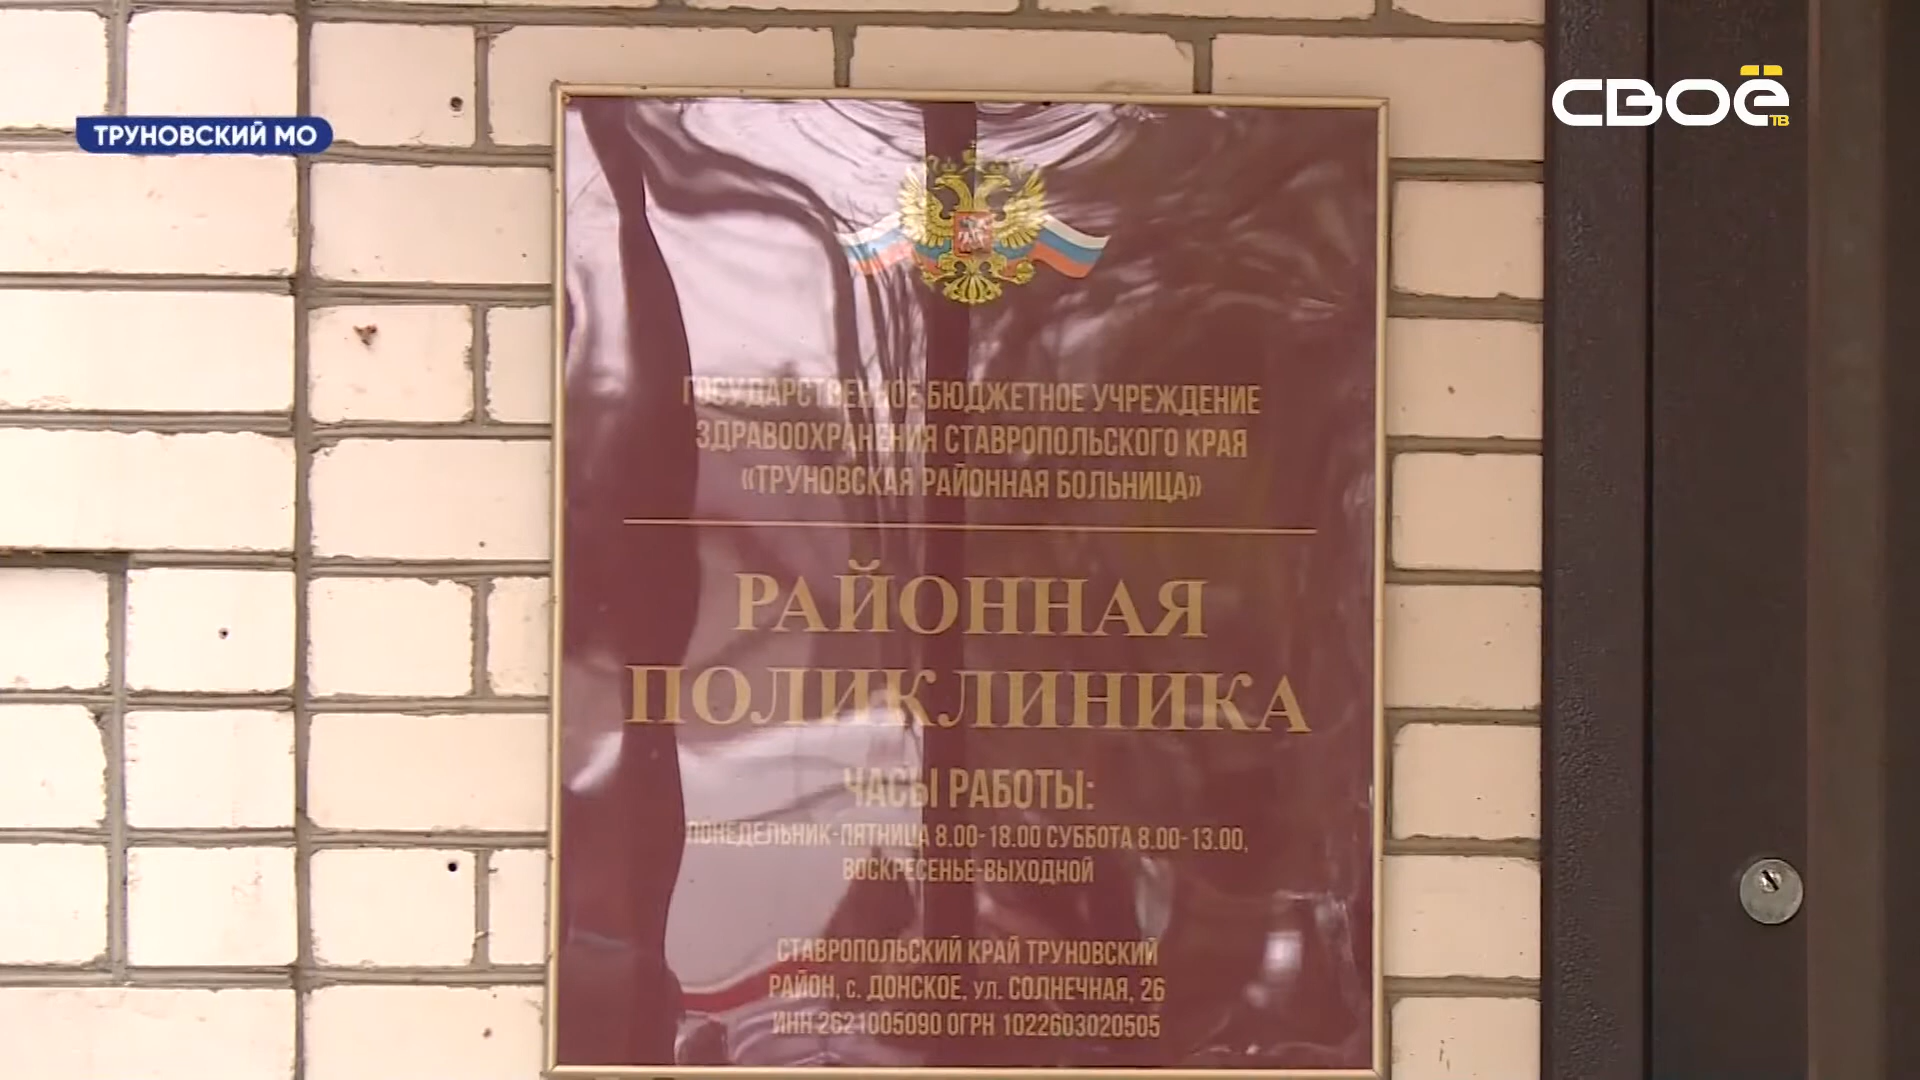 ТРУНОВСКИЙ МО
СВОЁ
ТВ
ГОСУДАРСТВЕННОЕ БЮДЖЕТНОЕ УЧРЕЖДЕНИЕ
ЗДРАВООХРАНЕНИЯ СТАВРОПОЛЬСКОГО КРАЯ
«ТРУНОВСКАЯ РАЙОННАЯ БОЛЬНИЦА»
РАЙОННАЯ
ПОЛИКЛИНИКА
ЧАСЫ РАБОТЫ:
ПОНЕДЕЛЬНИК-ПЯТНИЦА 8.00-18.00 СУББОТА 8.00-13.00,
ВОСКРЕСЕНЬЕ-ВЫХОДНОЙ
СТАВРОПОЛЬСКИЙ КРАЙ ТРУНОВСКИЙ
РАЙОН, с. ДОНСКОЕ, ул. СОЛНЕЧНАЯ, 26
ИНН 2621005090 ОГРН 1022603020505